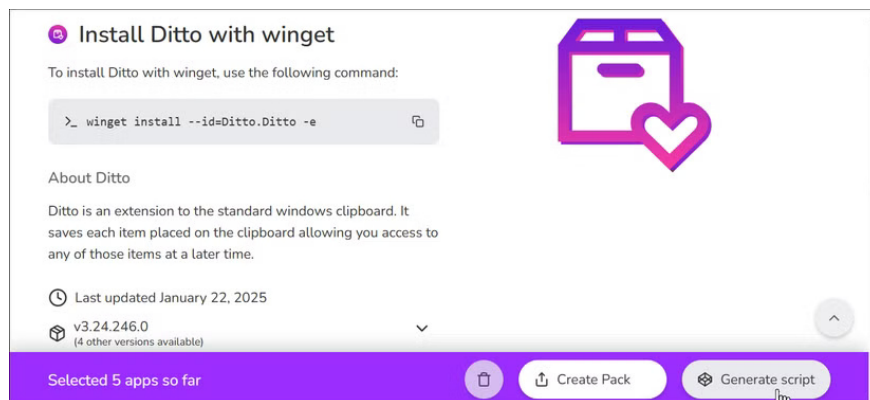 Install Ditto with winget
To install Ditto with winget, use the following command:
>_ winget install --id=Ditto.Ditto -e
About Ditto
Ditto is an extension to the standard windows clipboard. It
saves each item placed on the clipboard allowing you access to
any of those items at a later time.
Last updated January 22, 2025
v3.24.246.0
(4 other versions available)
Selected 5 apps so far
Create Pack
Generate script